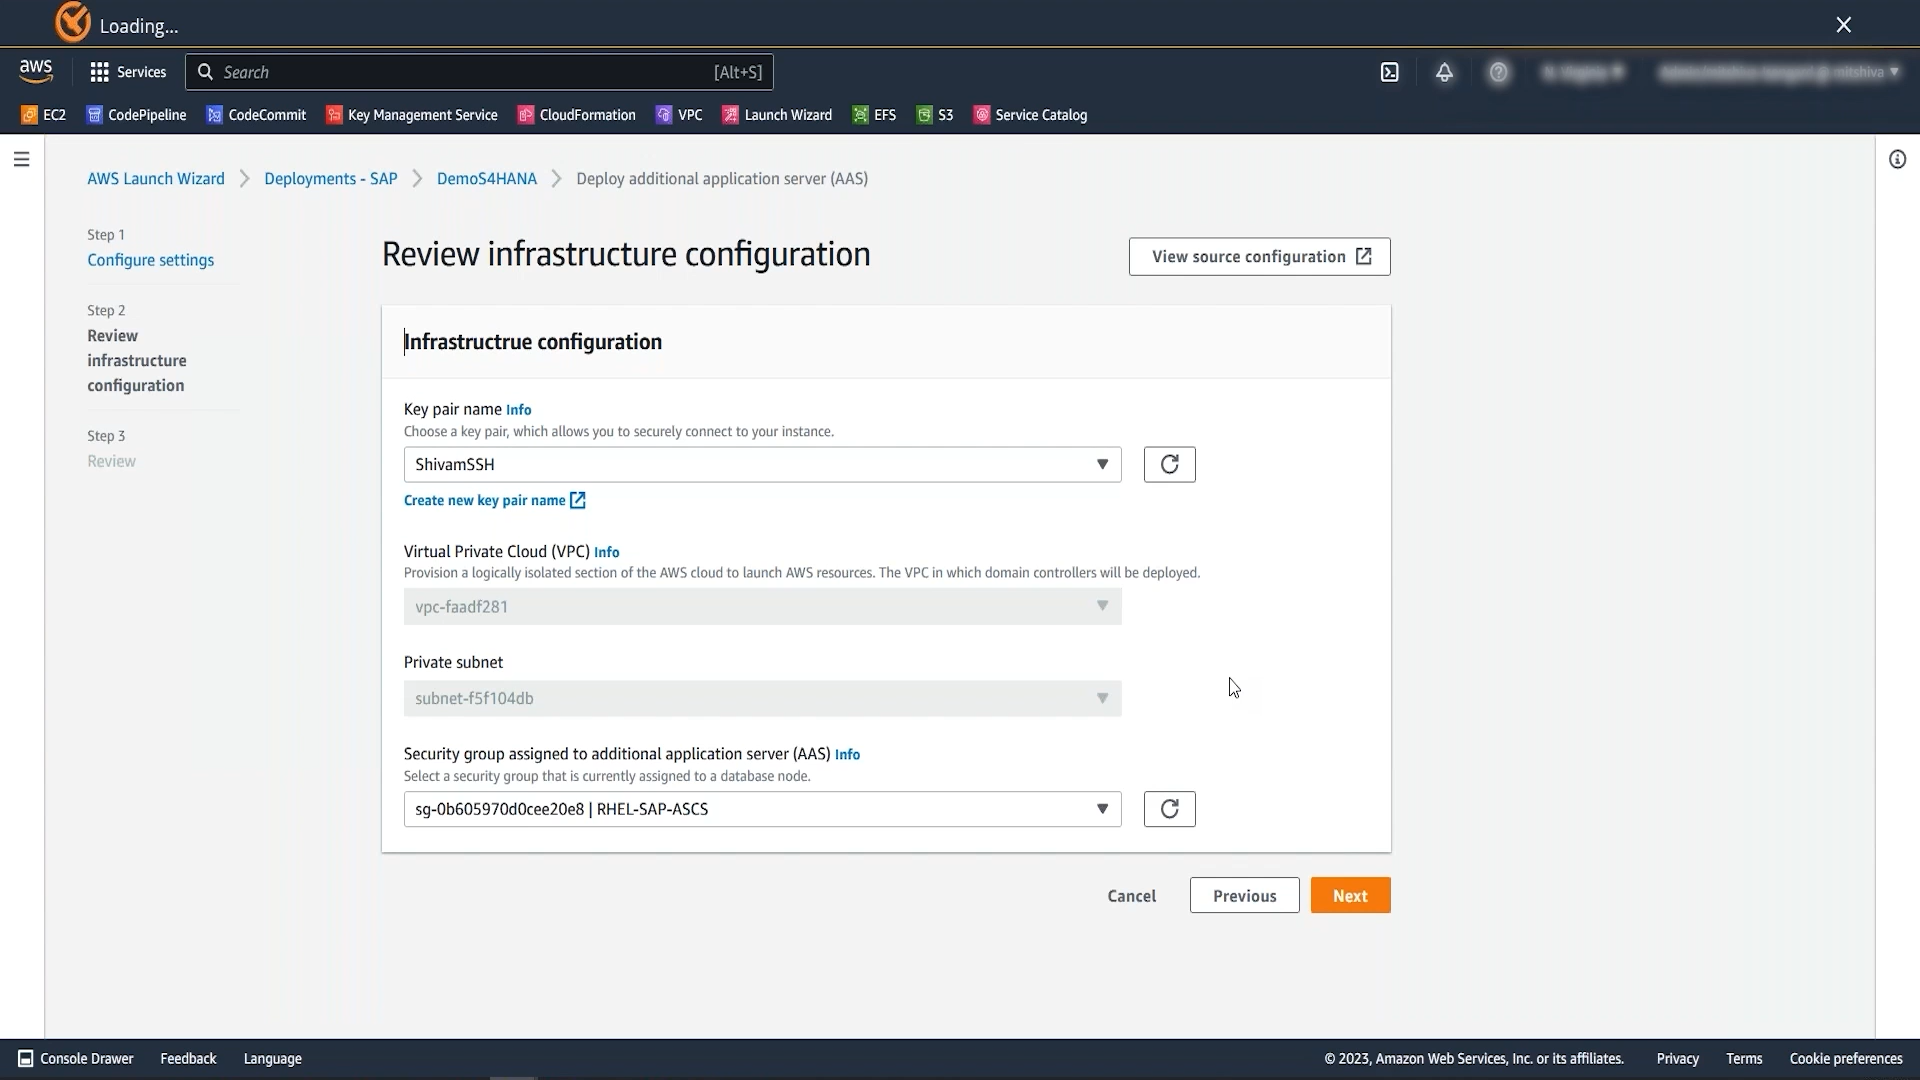 Loading...
aws
Services
Search
[Alt+S]
mitshiva
EC2
CodePipeline
CodeCommit
Key Management Service
CloudFormation
VPC
Launch Wizard
EFS
S3
Service Catalog
AWS Launch Wizard
Deployments - SAP
DemoS4HANA
Deploy additional application server (AAS)
Step 1
Configure settings
Step 2
Review
infrastructure
configuration
Step 3
Review
Review infrastructure configuration
View source configuration
Infrastructrue configuration
Key pair name Info
Choose a key pair, which allows you to securely connect to your instance.
ShivamSSH
Create new key pair name
Virtual Private Cloud (VPC) Info
Provision a logically isolated section of the AWS cloud to launch AWS resources. The VPC in which domain controllers will be deployed.
vpc-faadf281
Private subnet
subnet-f5f104db
Security group assigned to additional application server (AAS) Info
Select a security group that is currently assigned to a database node.
sg-0b605970d0cee20e8 | RHEL-SAP-ASCS
Cancel
Previous
Next
Console Drawer
Feedback
Language
© 2023, Amazon Web Services, Inc. or its affiliates.
Privacy
Terms
Cookie preferences